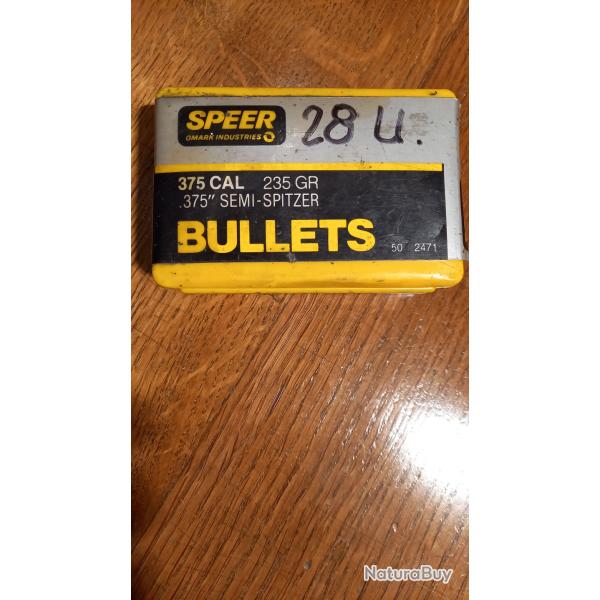 SPEER
OMARK INDUSTRIES
28 U.
375 CAL 235 GR
.375" SEMI-SPITZER
BULLETS
50 2471
NaturaBuy